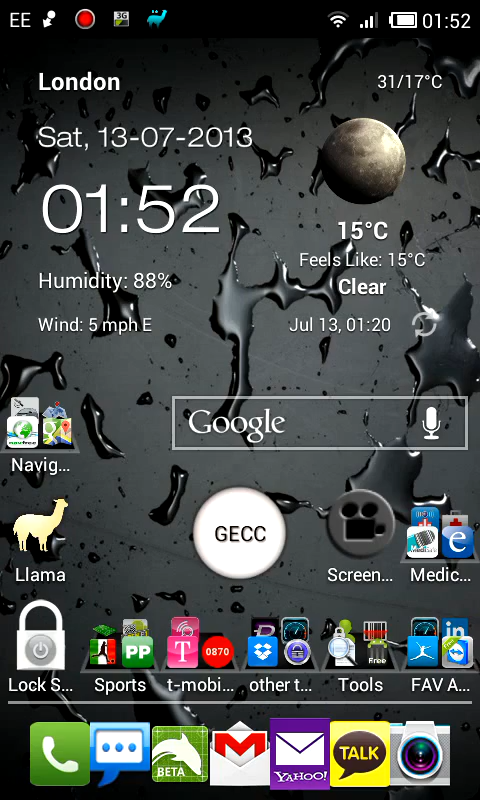 EE 3G 01:52
London 31/17°C
Sat, 13-07-2013
01:52
15°C
Feels Like: 15°C
Humidity: 88% Clear
Wind: 5 mph E Jul 13, 01:20
Google
Navig...
GECC
Llama Screen... Medic...
PP T 0870 Free
Lock S... Sports t-mobi... other t... Tools FAV A...
BETA YAHOO! TALK